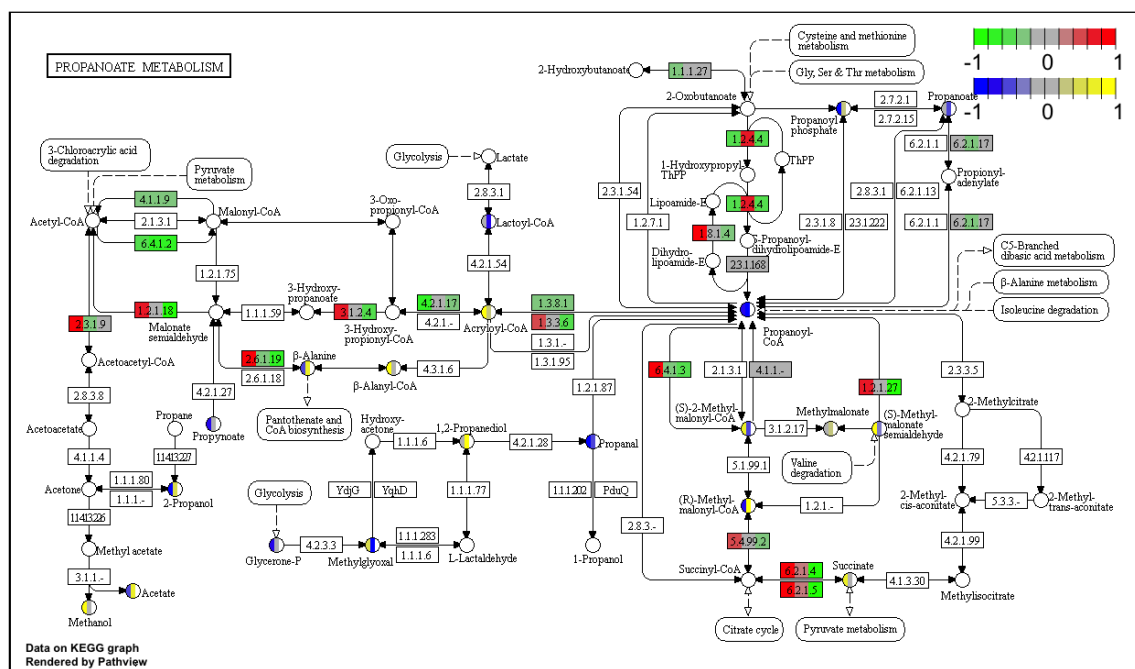 PROPANOATE METABOLISM
-1 0 1
-1 0 1
Cysteine and methionine
metabolism
Gly, Ser & Thr metabolism
2-Hydroxybutanoate
1.1.1.27
2-Oxobutanoate
Propanoyl
phosphate
2.7.2.1
2.7.2.15
Propanoate
6.2.1.1
6.2.1.17
Propionyl-
adenylate
6.2.1.1
6.2.1.17
1.2.4.4
1-Hydroxypropyl-
ThPP
ThPP
Lipoamide-E
1.2.4.4
1.8.1.4
S-Propanoyl-
dihydrolipoamide-E
Dihydro-
lipoamide-E
2.3.1.168
2.3.1.54
1.2.7.1
2.8.3.1
6.2.1.13
2.3.1.8
2.3.1.222
C5-Branched
dibasic acid metabolism
β-Alanine metabolism
Isoleucine degradation
3-Chloroacrylic acid
degradation
Pyruvate
metabolism
Glycolysis
Lactate
2.8.3.1
Lactoyl-CoA
4.2.1.54
Acetyl-CoA
4.1.1.9
2.1.3.1
6.4.1.2
Malonyl-CoA
3-Oxo-
propionyl-CoA
1.2.1.75
1.2.1.18
Malonate
semialdehyde
1.1.1.59
3-Hydroxy-
propanoate
3.1.2.4
3-Hydroxy-
propionyl-CoA
4.2.1.17
4.2.1.-
Acryloyl-CoA
1.3.8.1
1.3.3.6
1.3.1.-
1.3.1.95
Propanoyl-
CoA
2.3.1.9
Acetoacetyl-CoA
2.8.3.8
Acetoacetate
4.1.1.4
Acetone
1.1.1.80
1.1.1.-
2-Propanol
1.14.13.227
Propane
1.14.13.226
Methyl acetate
3.1.1.-
Acetate
Methanol
4.2.1.27
Propynoate
2.6.1.19
2.6.1.18
β-Alanine
β-Alanyl-CoA
4.3.1.6
Pantothenate and
CoA biosynthesis
Hydroxy-
acetone
1.1.1.6
1,2-Propanediol
4.2.1.28
Propanal
1.2.1.87
YdjG
YqhD
1.1.1.77
1.1.1.202
PduQ
1-Propanol
Glycolysis
Glycerone-P
4.2.3.3
Methylglyoxal
1.1.1.283
1.1.1.6
L-Lactaldehyde
6.4.1.3
2.1.3.1
4.1.1.-
1.2.1.27
(S)-2-Methyl-
malonyl-CoA
3.1.2.17
Methylmalonate
(S)-Methyl-
malonate
semialdehyde
Valine
degradation
5.1.99.1
(R)-Methyl-
malonyl-CoA
1.2.1.-
2.8.3.-
5.4.99.2
Succinyl-CoA
6.2.1.4
6.2.1.5
Succinate
4.1.3.30
Methylisocitrate
Citrate cycle
Pyruvate metabolism
2.3.3.5
2-Methylcitrate
4.2.1.79
4.2.1.117
2-Methyl-
cis-aconitate
5.3.3.-
2-Methyl-
trans-aconitate
4.2.1.99
Data on KEGG graph
Rendered by Pathview